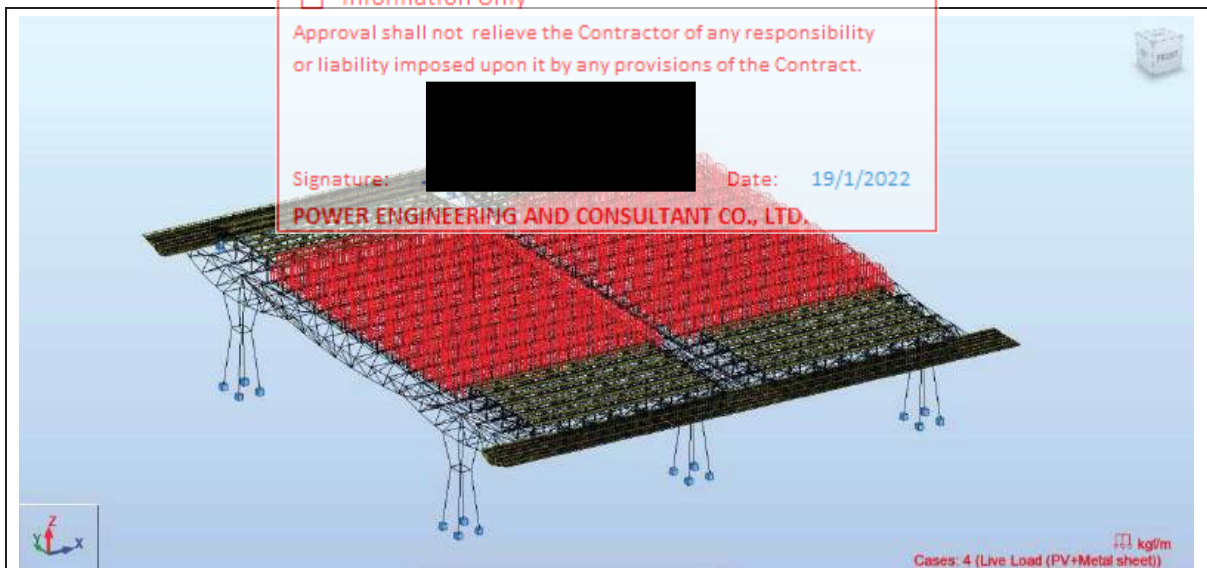 Information Only
Approval shall not relieve the Contractor of any responsibility
or liability imposed upon it by any provisions of the Contract.
Signature:
Date: 19/1/2022
POWER ENGINEERING AND CONSULTANT CO., LTD.
FRONT
Z
Y
X
kgf/m
Cases: 4 (Live Load (PV+Metal sheet))